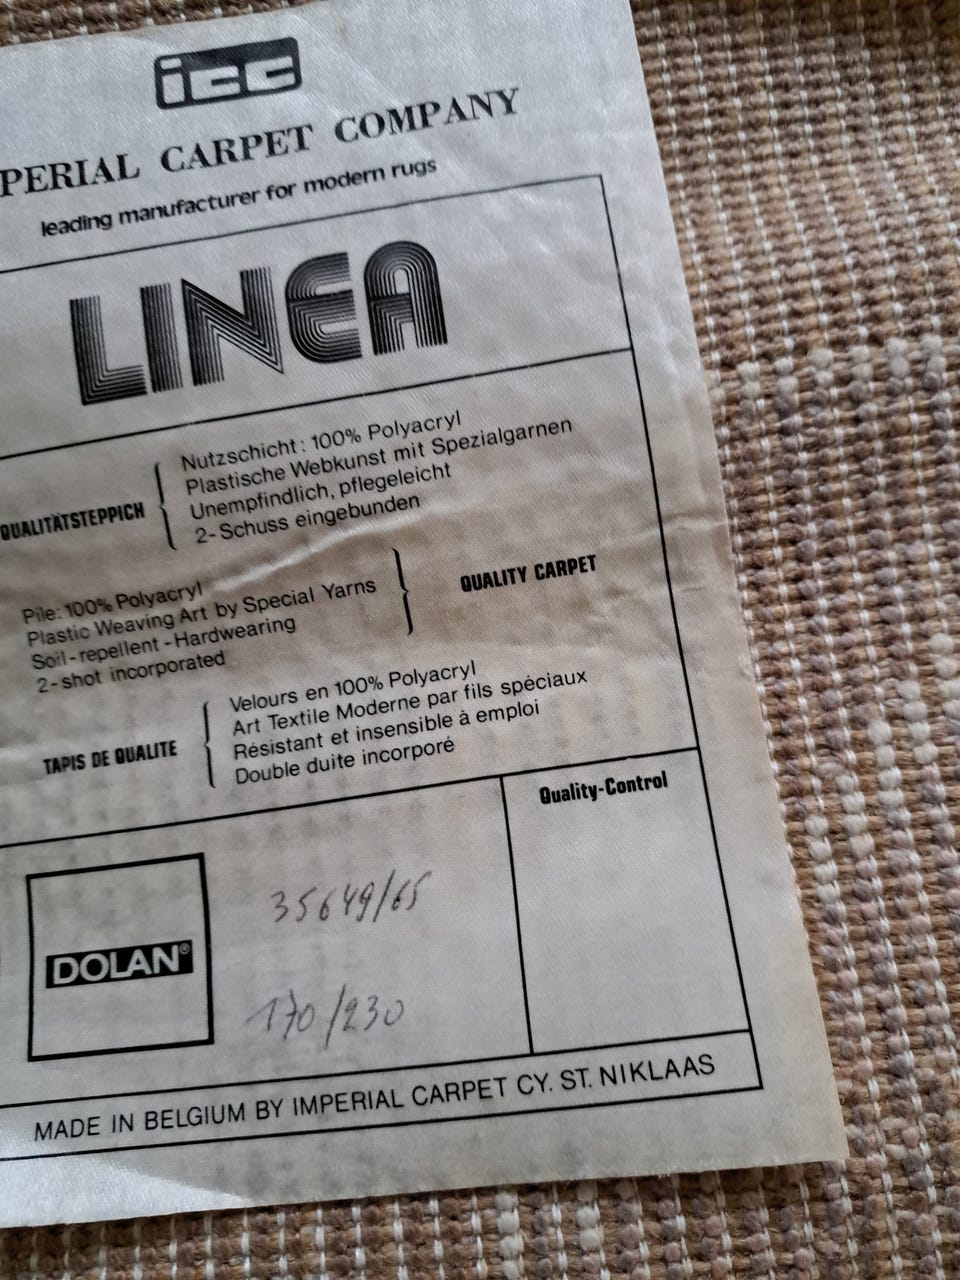 icc
PERIAL CARPET COMPANY
leading manufacturer for modern rugs
LINEA
QUALITÄTSTEPPICH
Nutzschicht: 100% Polyacryl
Plastische Webkunst mit Spezialgarnen
Unempfindlich, pflegeleicht
2-Schuss eingebunden
Pile: 100% Polyacryl
Plastic Weaving Art by Special Yarns
Soil-repellent-Hardwearing
2-shot incorporated
QUALITY CARPET
TAPIS DE QUALITE
Velours en 100% Polyacryl
Art Textile Moderne par fils spéciaux
Résistant et insensible à emploi
Double duite incorporé
Quality-Control
DOLAN®
35649/65
170/230
MADE IN BELGIUM BY IMPERIAL CARPET CY. ST. NIKLAAS